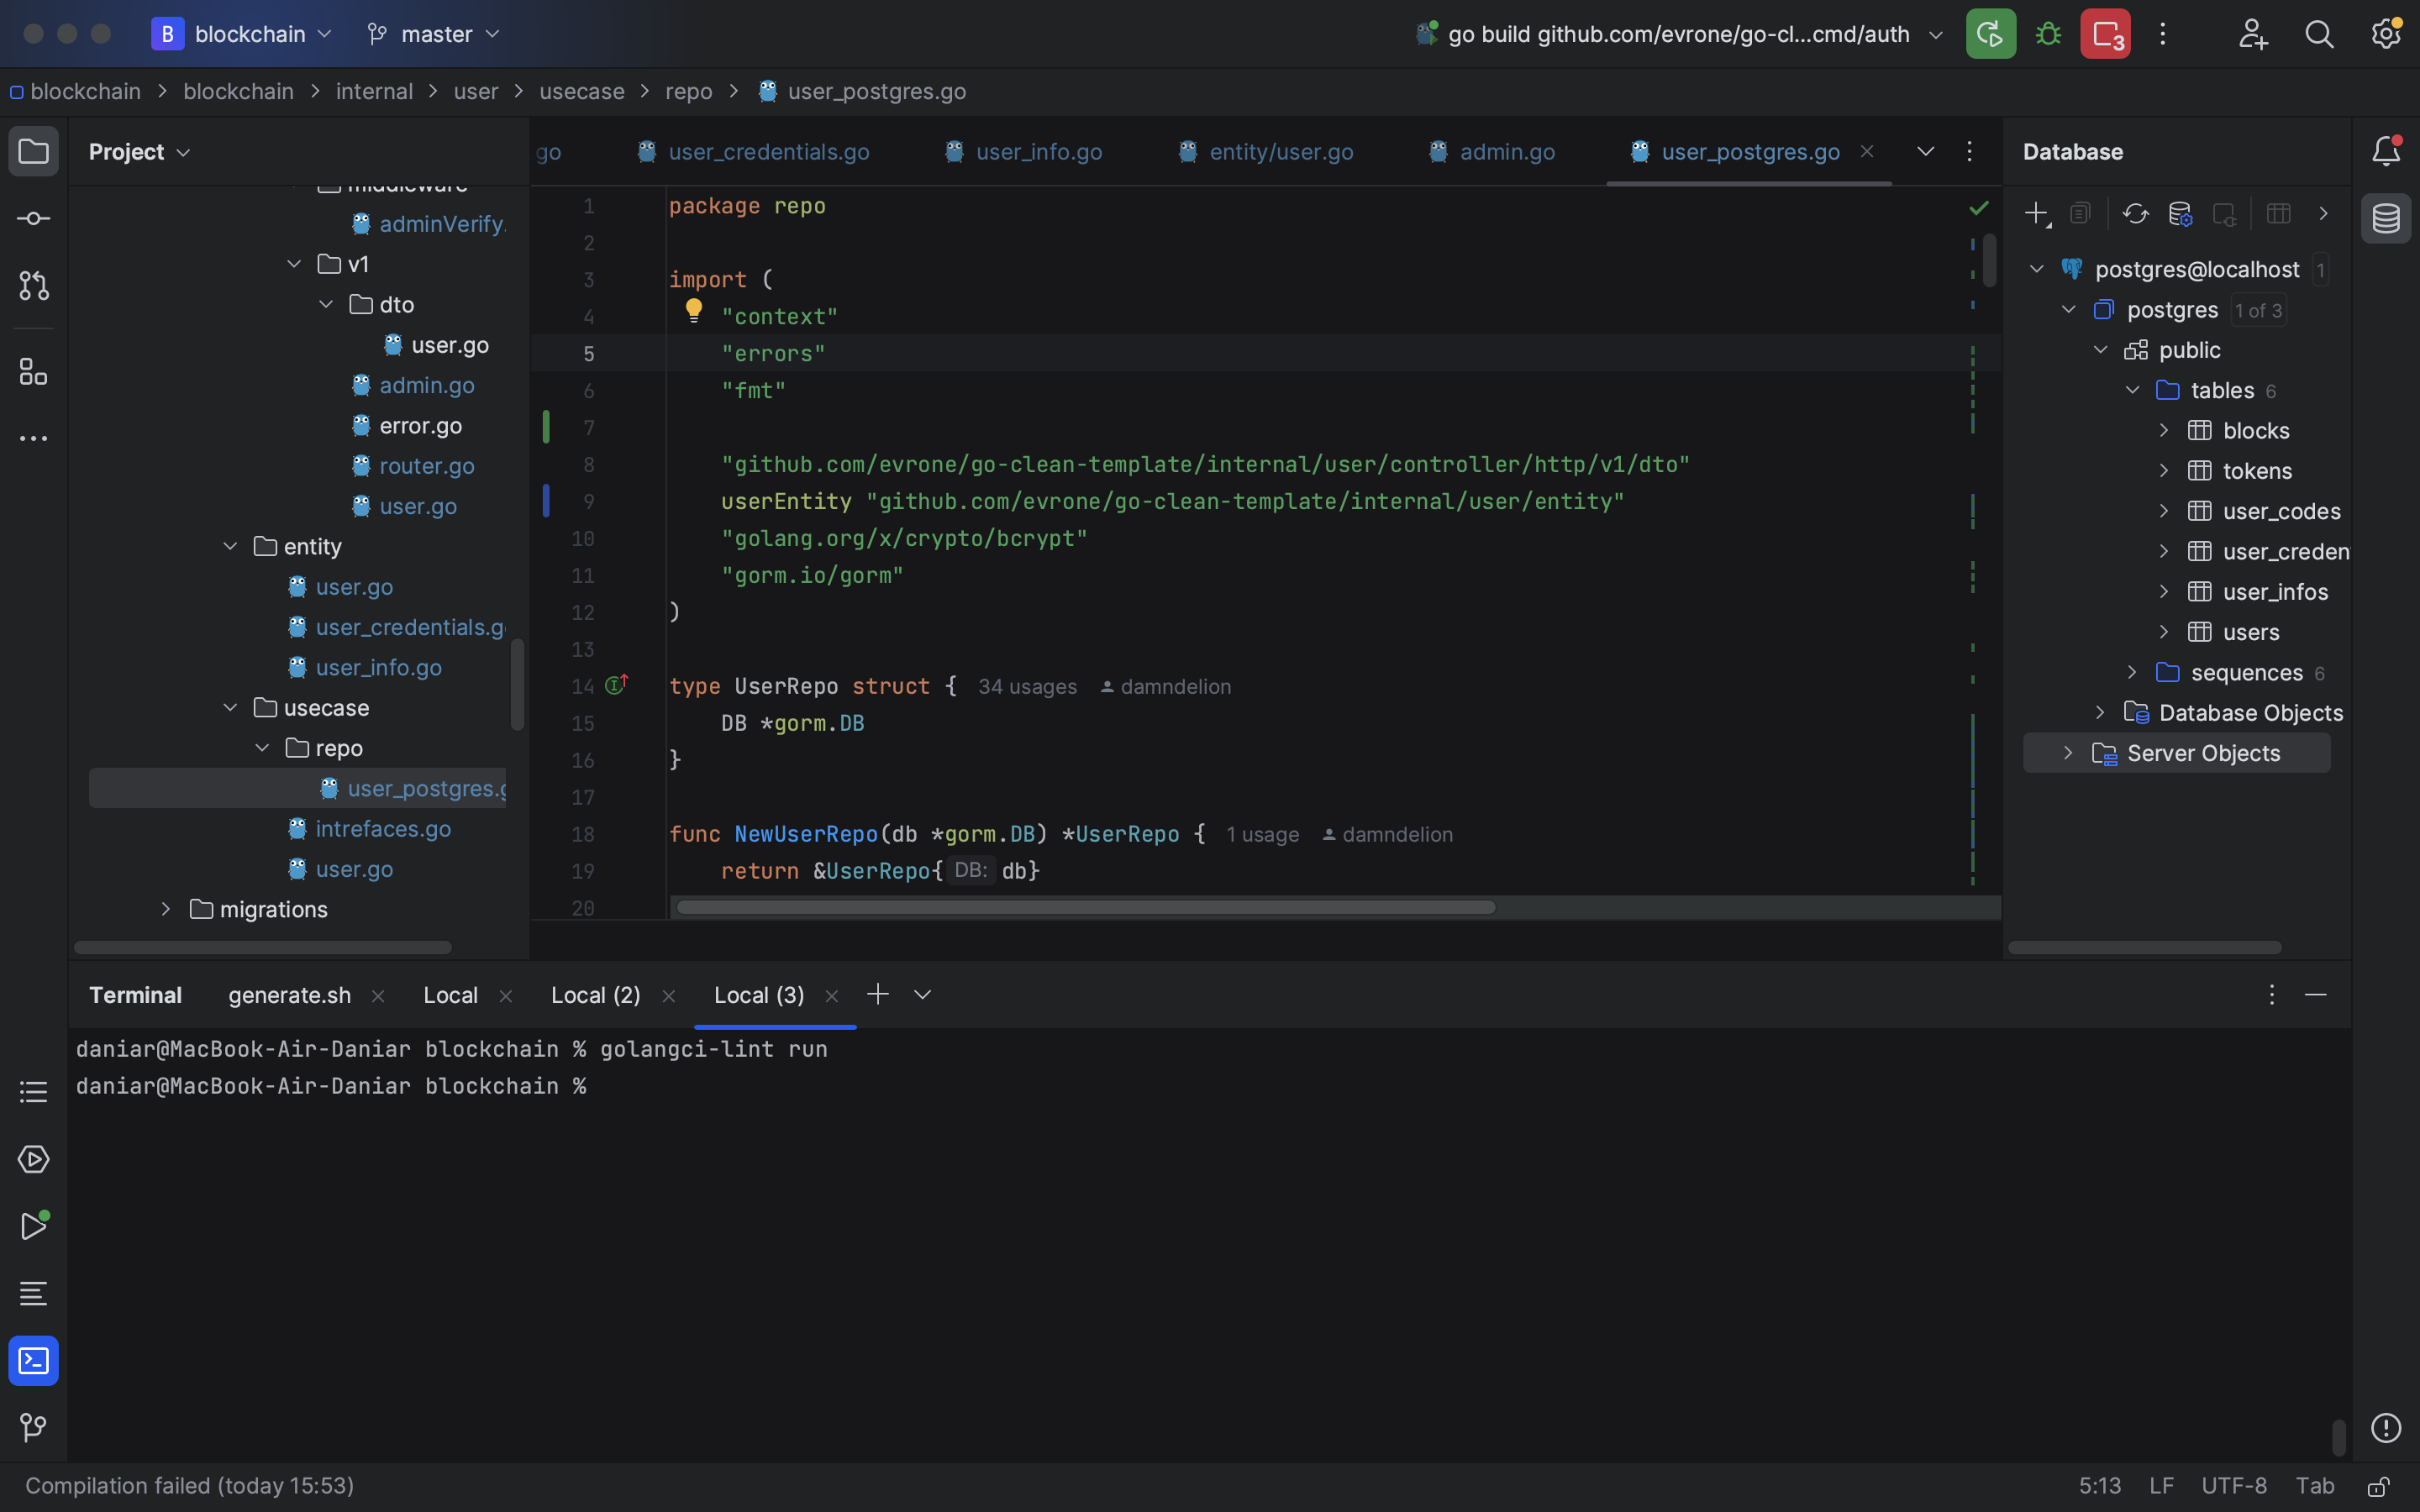 B blockchain master go build github.com/evrone/go-cl...cmd/auth 3
blockchain > blockchain > internal > user > usecase > repo > user_postgres.go
Project
middleware
adminVerify.
v1
dto
user.go
admin.go
error.go
router.go
user.go
entity
user.go
user_credentials.g
user_info.go
usecase
repo
user_postgres.g
intrefaces.go
user.go
migrations
go user_credentials.go user_info.go entity/user.go admin.go user_postgres.go
1 package repo
2
3 import (
4 "context"
5 "errors"
6 "fmt"
7
8 "github.com/evrone/go-clean-template/internal/user/controller/http/v1/dto"
9 userEntity "github.com/evrone/go-clean-template/internal/user/entity"
10 "golang.org/x/crypto/bcrypt"
11 "gorm.io/gorm"
12 )
13
14 type UserRepo struct { 34 usages damndelion
15 DB *gorm.DB
16 }
17
18 func NewUserRepo(db *gorm.DB) *UserRepo { 1 usage damndelion
19 return &UserRepo{ DB: db}
20
Database
postgres@localhost 1
postgres 1 of 3
public
tables 6
blocks
tokens
user_codes
user_creden
user_infos
users
sequences 6
Database Objects
Server Objects
Terminal generate.sh Local Local (2) Local (3)
daniar@MacBook-Air-Daniar blockchain % golangci-lint run
daniar@MacBook-Air-Daniar blockchain %
Compilation failed (today 15:53) 5:13 LF UTF-8 Tab